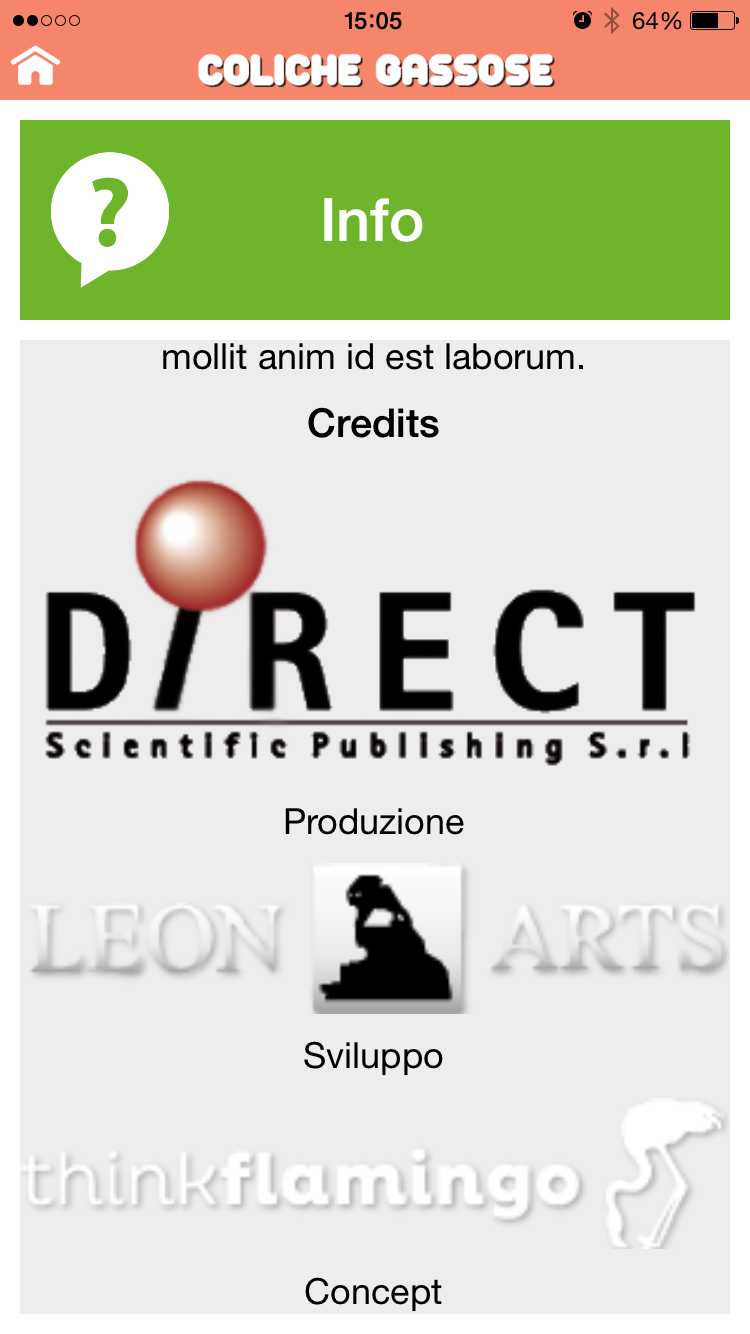 15:05
64%
COLICHE GASSOSE
?
Info
mollit anim id est laborum.
Credits
DiRECT
Scientific Publishing S.r.l
Produzione
LEON ARTS
Sviluppo
thinkflamingo
Concept